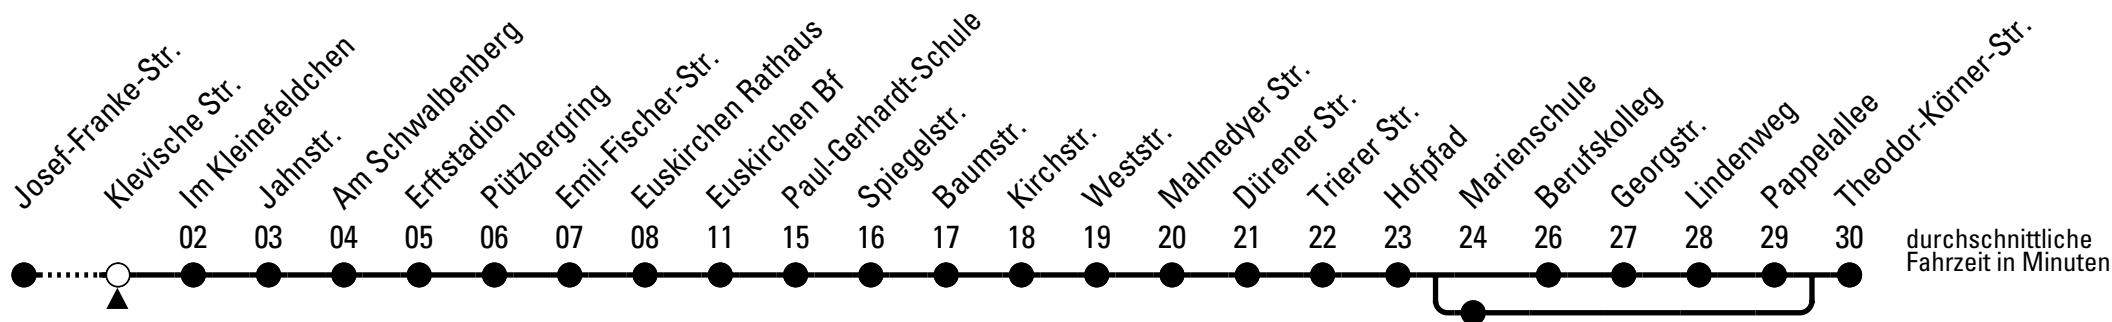 Josef-Franke-Str.
Klevische Str.
Im Kleinefeldchen
Jahnstr.
Am Schwalbenberg
Erftstadion
Pützbergring
Emil-Fischer-Str.
Euskirchen Rathaus
Euskirchen Bf
Paul-Gerhardt-Schule
Spiegelstr.
Baumstr.
Kirchstr.
Weststr.
Malmedyer Str.
Dürener Str.
Trierer Str.
Hofpfad
Marienschule
Berufskolleg
Georgstr.
Lindenweg
Pappelallee
Theodor-Körner-Str.
02 03 04 05 06 07 08 11 15 16 17 18 19 20 21 22 23 24 26 27 28 29 30
durchschnittliche
Fahrzeit in Minuten